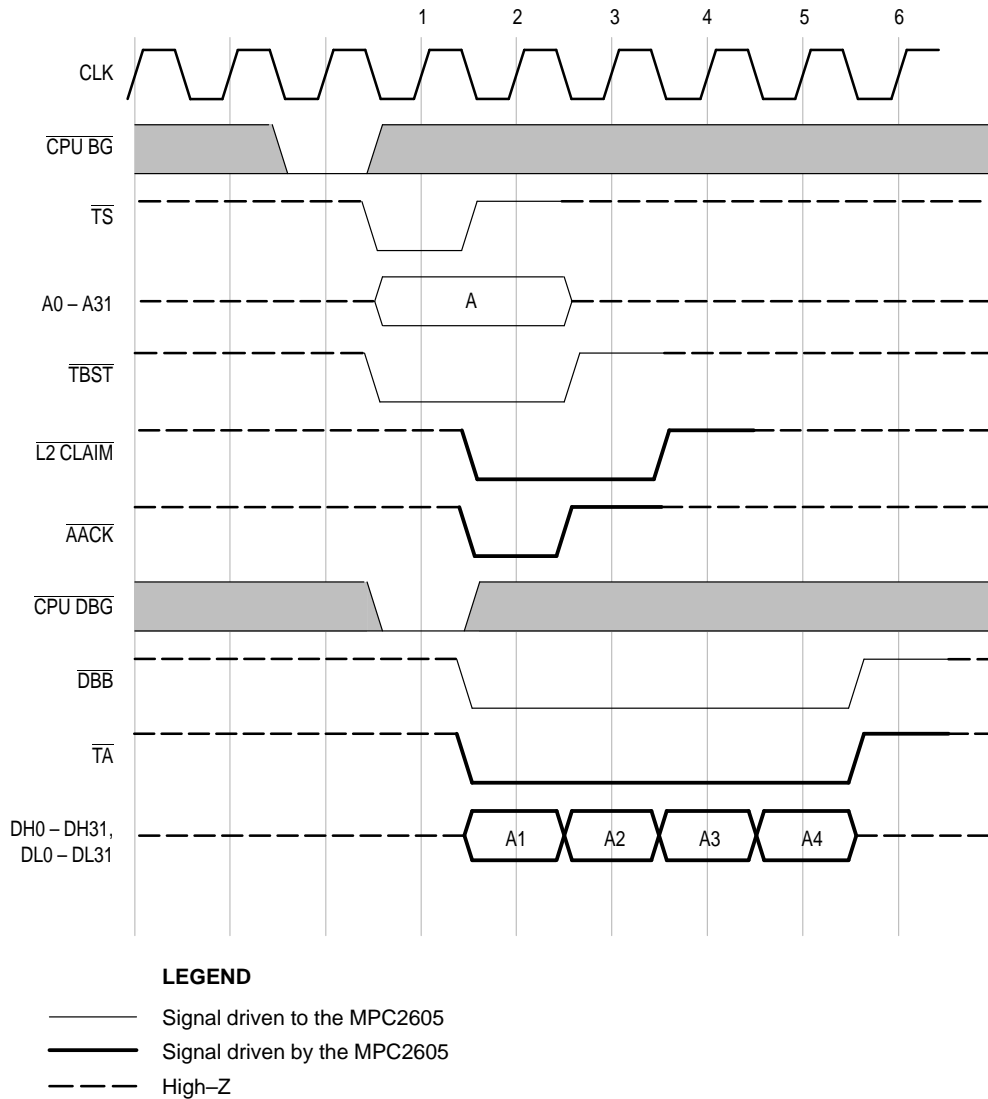 1 2 3 4 5 6
CLK
CPU BG
TS
A0 – A31
A
TBST
L2 CLAIM
AACK
CPU DBG
DBB
TA
DH0 – DH31,
DL0 – DL31
A1 A2 A3 A4
LEGEND
Signal driven to the MPC2605
Signal driven by the MPC2605
High–Z